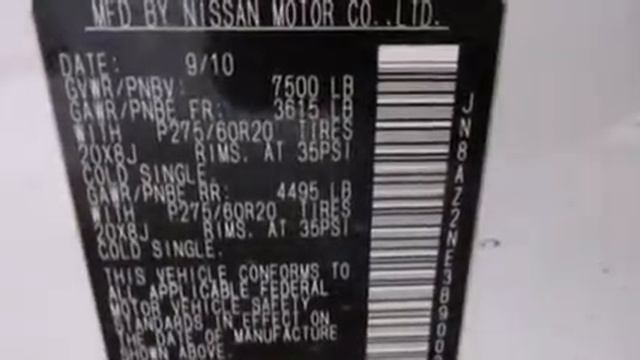 MFD BY NISSAN MOTOR CO.,LTD.
DATE: 9/10
GVWR/PNBV: 7500 LB
GAWR/PNBE FR: 3615 LB
WITH P275/60R20 TIRES
20X8J RIMS. AT 35PSI
COLD SINGLE.
GAWR/PNBE RR: 4495 LB
WITH P275/60R20 TIRES
20X8J RIMS. AT 35PSI
COLD SINGLE.
THIS VEHICLE CONFORMS TO
ALL APPLICABLE FEDERAL
MOTOR VEHICLE SAFETY
STANDARDS IN EFFECT ON
THE DATE OF MANUFACTURE
SHOWN ABOVE.
JN8AZ2NE3B900